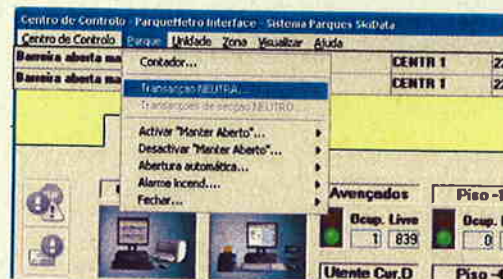 Centro de Controlo - ParqueMetro Interface - Sistema Parques SkiData
Centro de Controlo Parque Unidade Zona Visualizar Ajuda
Barreira aberta ma CENTR 1 22
Barreira aberta ma CENTR 1 22
Contador...
Transacção NEUTRA...
Transacções de secção NEUTRO...
Activar "Manter Aberto"...
Desactivar "Manter Aberto"...
Abertura automática...
Alarme Incend....
Fechar...
Avençados Piso -
Ocup. Livre Ocup.
1 839 0
Utente Cur.D Piso -